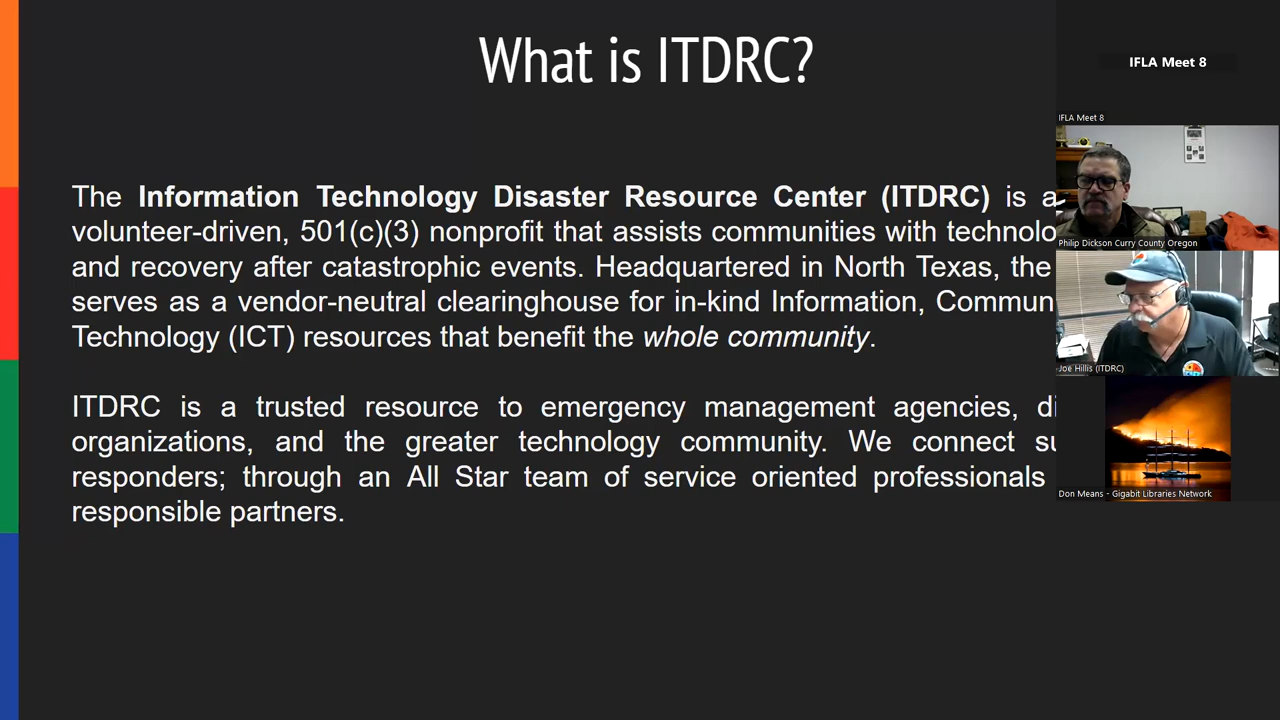 What is ITDRC?
The Information Technology Disaster Resource Center (ITDRC) is a
volunteer-driven, 501(c)(3) nonprofit that assists communities with
and recovery after catastrophic events. Headquartered in North Texas, the
serves as a vendor-neutral clearinghouse for in-kind Information,
Technology (ICT) resources that benefit the whole community.
ITDRC is a trusted resource to emergency management agencies,
organizations, and the greater technology community. We connect
responders; through an All Star team of service oriented professionals
responsible partners.
IFLA Meet 8
IFLA Meet 8
Philip Dickson Curry County Oregon
Joe Hillis (ITDRC)
Don Means - Gigabit Libraries Network